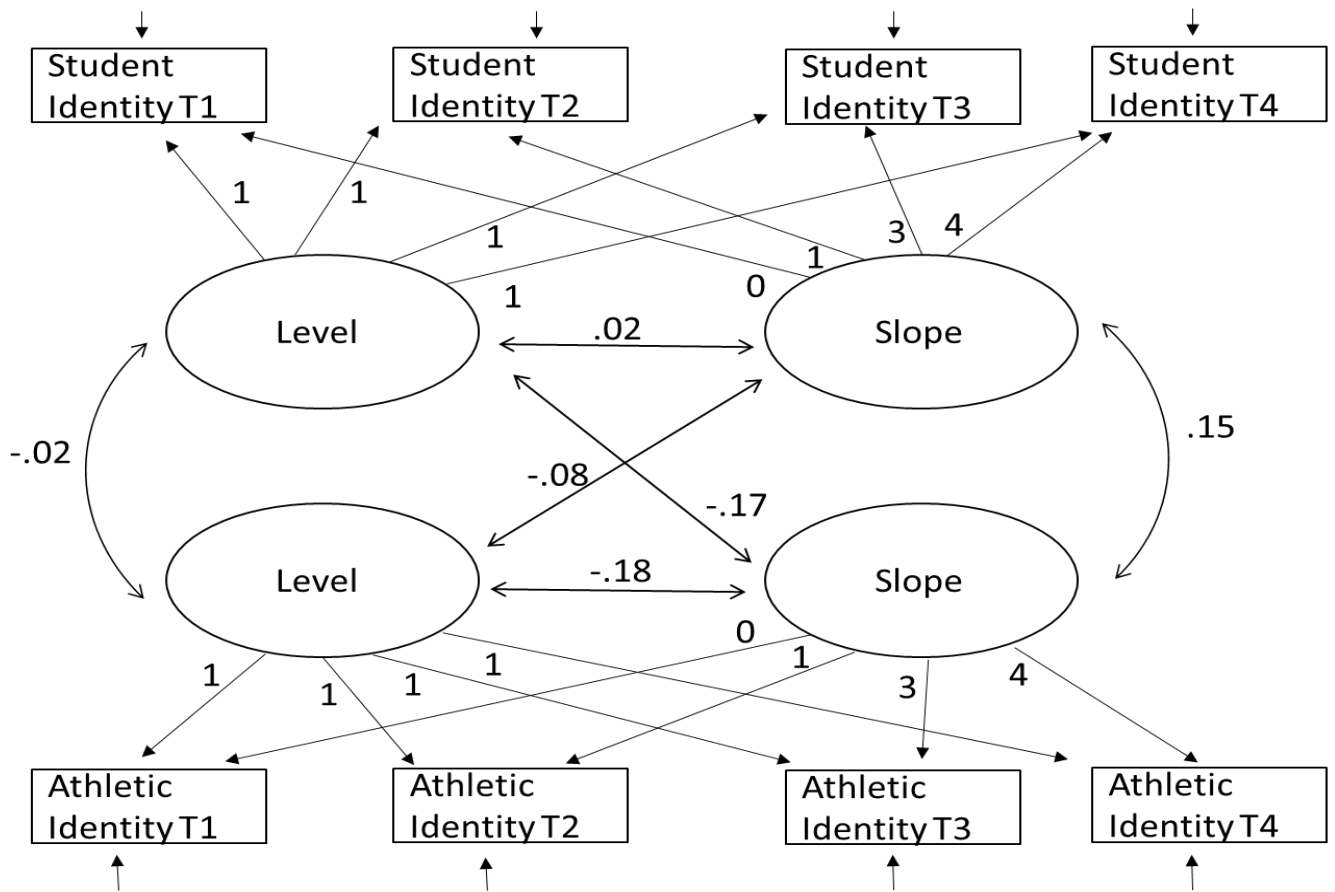 Student
Identity T1
Student
Identity T2
Student
Identity T3
Student
Identity T4
1
1
1
1
0
1
3
4
Level
Slope
.02
-.02
.15
-.08
-.17
Level
Slope
-.18
1
1
1
1
0
1
3
4
Athletic
Identity T1
Athletic
Identity T2
Athletic
Identity T3
Athletic
Identity T4